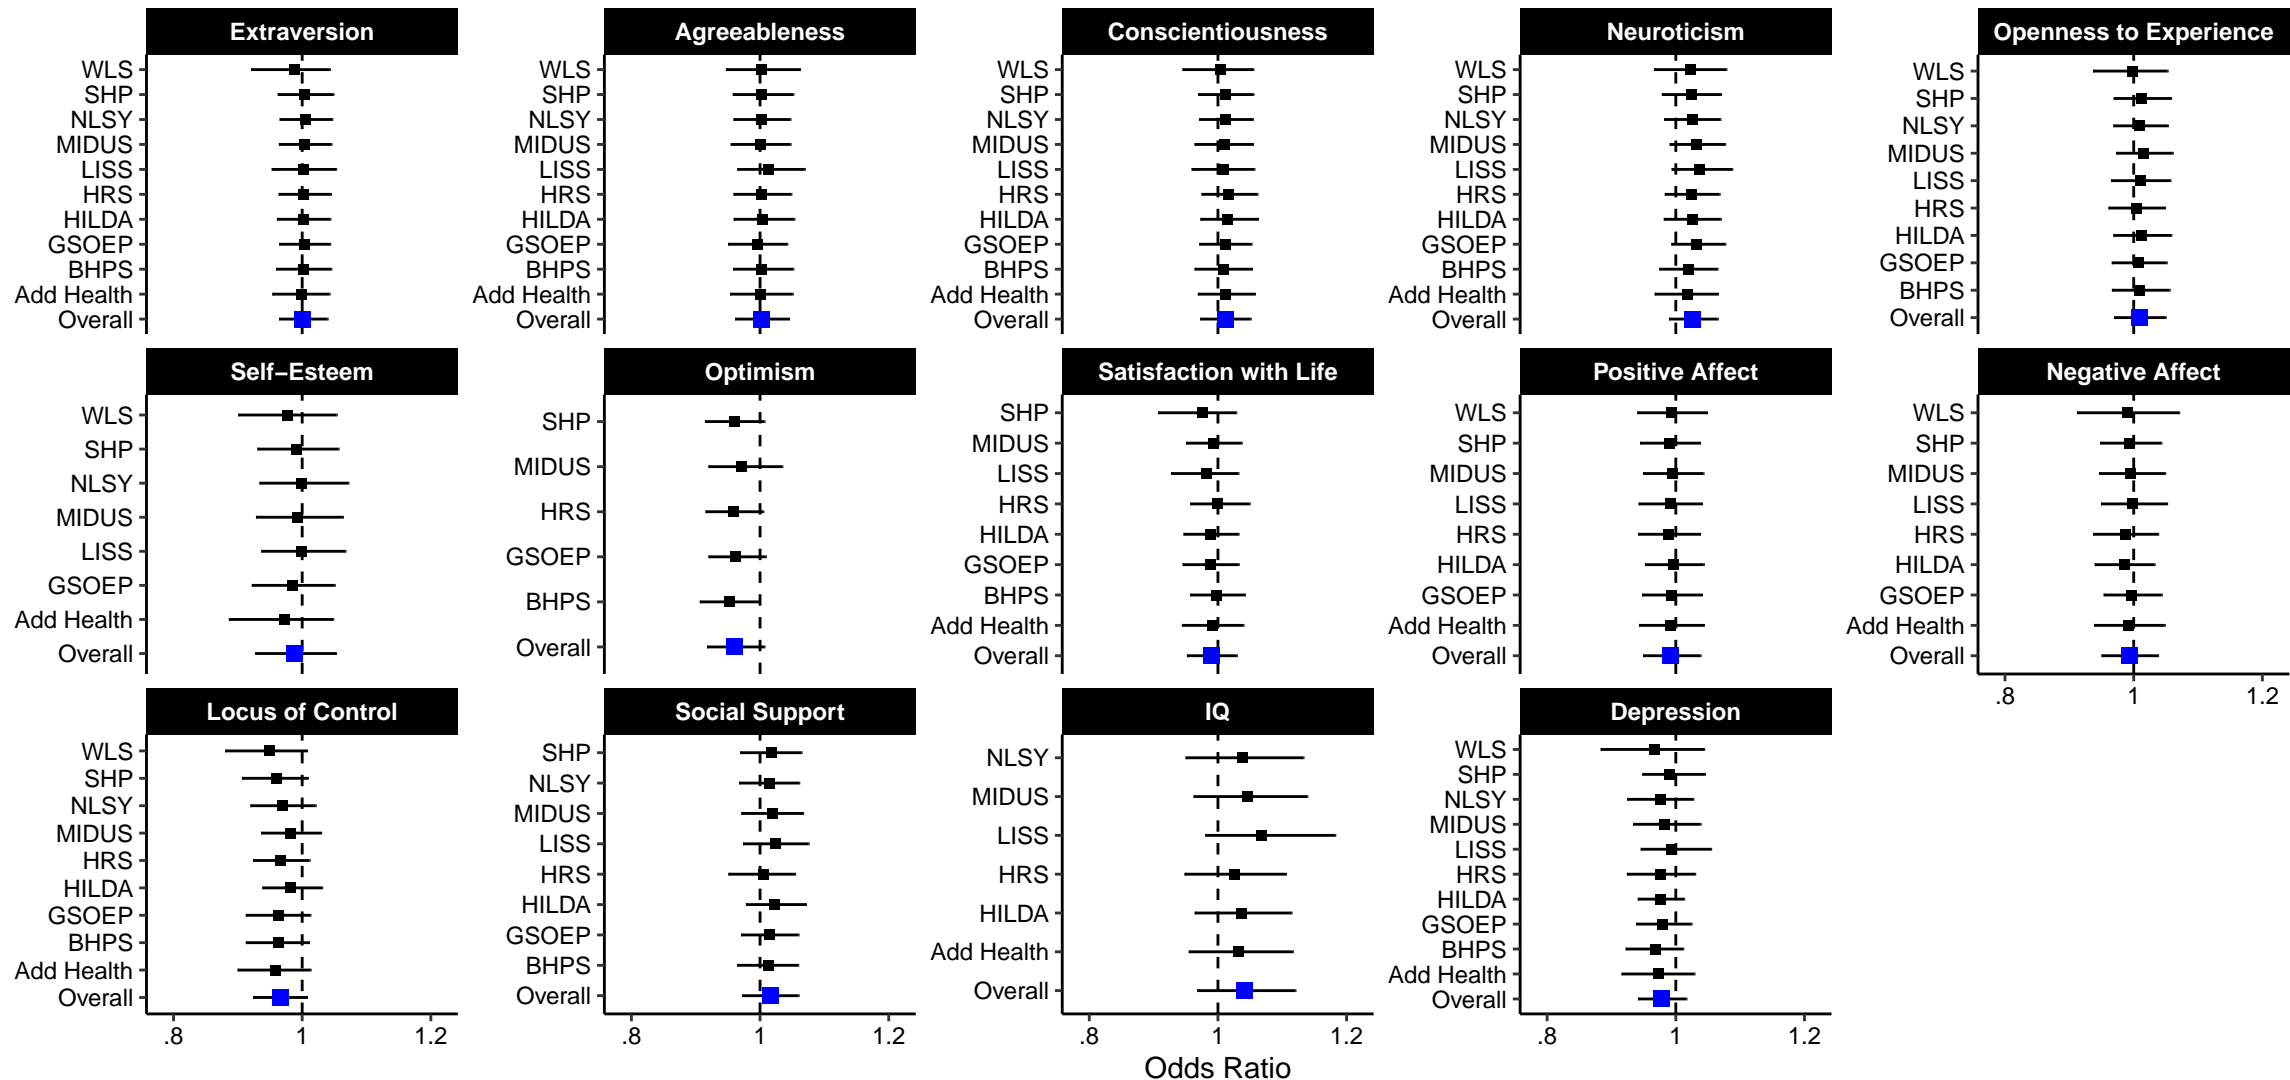 Extraversion
WLS
SHP
NLSY
MIDUS
LISS
HRS
HILDA
GSOEP
BHPS
Add Health
Overall
Agreeableness
WLS
SHP
NLSY
MIDUS
LISS
HRS
HILDA
GSOEP
BHPS
Add Health
Overall
Conscientiousness
WLS
SHP
NLSY
MIDUS
LISS
HRS
HILDA
GSOEP
BHPS
Add Health
Overall
Neuroticism
WLS
SHP
NLSY
MIDUS
LISS
HRS
HILDA
GSOEP
BHPS
Add Health
Overall
Openness to Experience
WLS
SHP
NLSY
MIDUS
LISS
HRS
HILDA
GSOEP
BHPS
Overall
Self−Esteem
WLS
SHP
NLSY
MIDUS
LISS
GSOEP
Add Health
Overall
Optimism
SHP
MIDUS
HRS
GSOEP
BHPS
Overall
Satisfaction with Life
SHP
MIDUS
LISS
HRS
HILDA
GSOEP
BHPS
Add Health
Overall
Positive Affect
WLS
SHP
MIDUS
LISS
HRS
HILDA
GSOEP
Add Health
Overall
Negative Affect
WLS
SHP
MIDUS
LISS
HRS
HILDA
GSOEP
Add Health
Overall
.8 1 1.2
Locus of Control
WLS
SHP
NLSY
MIDUS
HRS
HILDA
GSOEP
BHPS
Add Health
Overall
.8 1 1.2
Social Support
SHP
NLSY
MIDUS
LISS
HRS
HILDA
GSOEP
BHPS
Overall
.8 1 1.2
IQ
NLSY
MIDUS
LISS
HRS
HILDA
Add Health
Overall
.8 1 1.2
Depression
WLS
SHP
NLSY
MIDUS
LISS
HRS
HILDA
GSOEP
BHPS
Add Health
Overall
.8 1 1.2
Odds Ratio